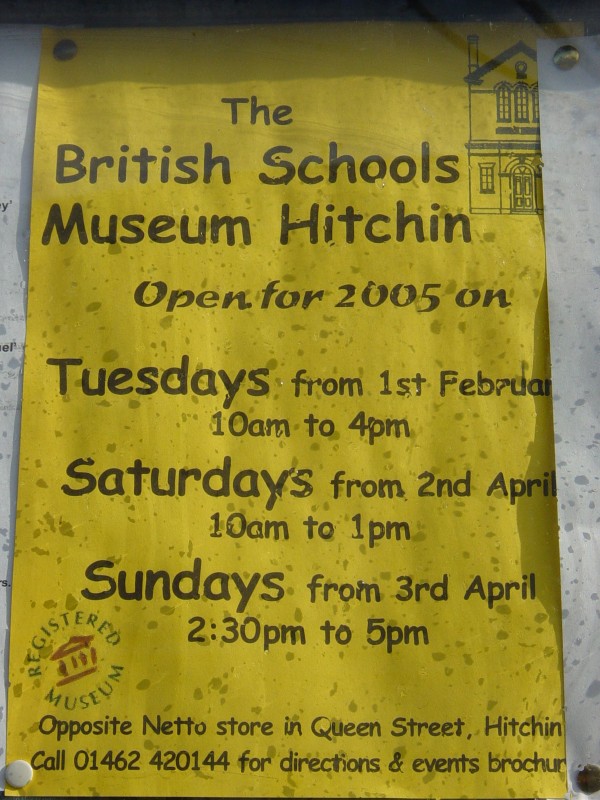 The
British Schools
Museum Hitchin
Open for 2005 on
Tuesdays from 1st Februar
10am to 4pm
Saturdays from 2nd April
10am to 1pm
Sundays from 3rd April
2:30pm to 5pm
REGISTERED
MUSEUM
Opposite Netto store in Queen Street, Hitchin
Call 01462 420144 for directions & events brochur